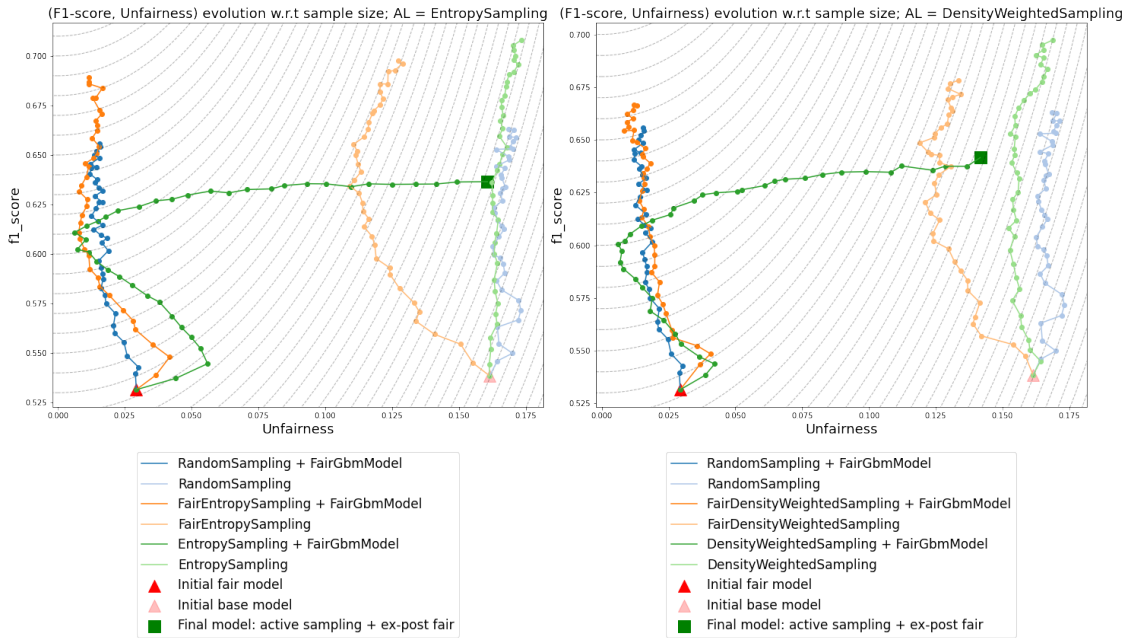 (F1-score, Unfairness) evolution w.r.t sample size; AL = EntropySampling
0.700
0.675
0.650
0.625
0.600
0.575
0.550
0.525
f1_score
0.000
0.025
0.050
0.075
0.100
0.125
0.150
0.175
Unfairness
RandomSampling + FairGbmModel
RandomSampling
FairEntropySampling + FairGbmModel
FairEntropySampling
EntropySampling + FairGbmModel
EntropySampling
Initial fair model
Initial base model
Final model: active sampling + ex-post fair
(F1-score, Unfairness) evolution w.r.t sample size; AL = DensityWeightedSampling
0.700
0.675
0.650
0.625
0.600
0.575
0.550
0.525
f1_score
0.000
0.025
0.050
0.075
0.100
0.125
0.150
0.175
Unfairness
RandomSampling + FairGbmModel
RandomSampling
FairDensityWeightedSampling + FairGbmModel
FairDensityWeightedSampling
DensityWeightedSampling + FairGbmModel
DensityWeightedSampling
Initial fair model
Initial base model
Final model: active sampling + ex-post fair